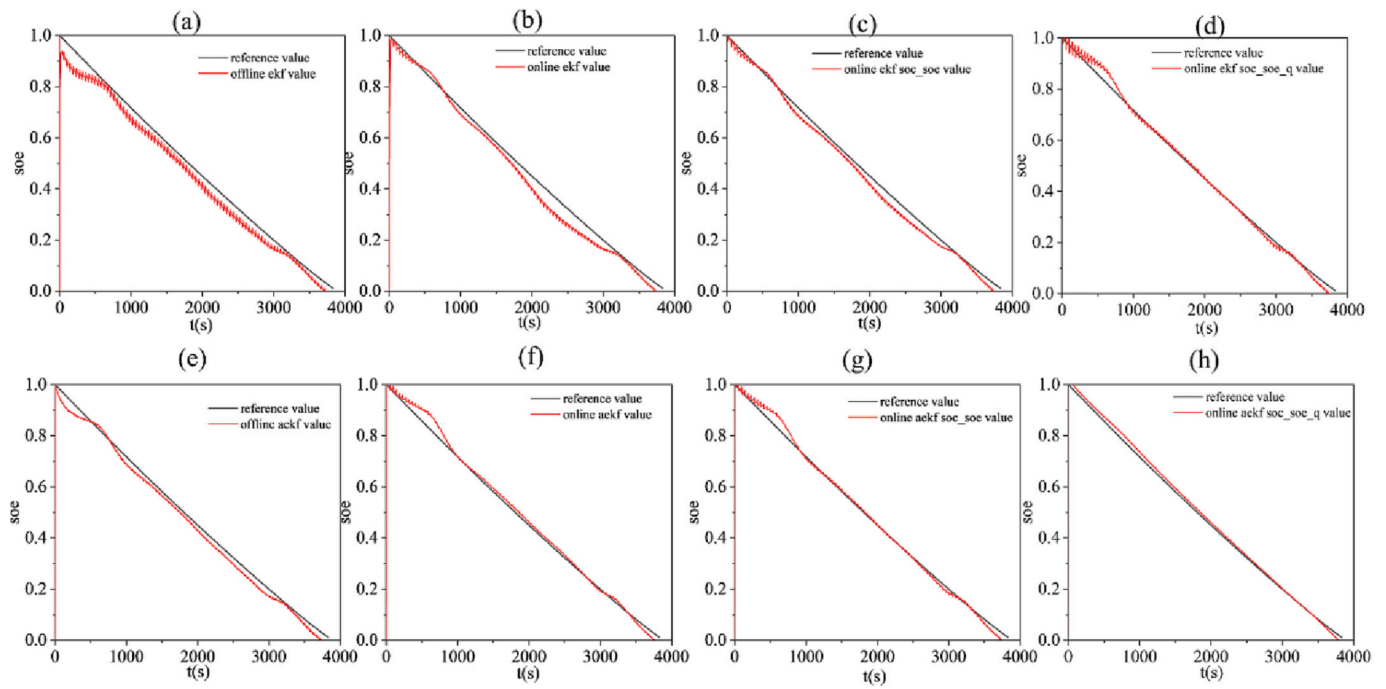 (a)
1.0
0.8
0.6
0.4
0.2
0.0
soe
reference value
offline ekf value
0
1000
2000
3000
4000
t(s)
(b)
1.0
0.8
0.6
0.4
0.2
0.0
soe
reference value
online ekf value
0
1000
2000
3000
4000
t(s)
(c)
1.0
0.8
0.6
0.4
0.2
0.0
soe
reference value
online ekf soc_soe value
0
1000
2000
3000
4000
t(s)
(d)
1.0
0.8
0.6
0.4
0.2
0.0
soe
reference value
online ekf soc_soe_q value
0
1000
2000
3000
4000
t(s)
(e)
1.0
0.8
0.6
0.4
0.2
0.0
soe
reference value
offline aekf value
0
1000
2000
3000
4000
t(s)
(f)
1.0
0.8
0.6
0.4
0.2
0.0
soe
reference value
online aekf value
0
1000
2000
3000
4000
t(s)
(g)
1.0
0.8
0.6
0.4
0.2
0.0
soe
reference value
online aekf soc_soe value
0
1000
2000
3000
4000
t(s)
(h)
1.0
0.8
0.6
0.4
0.2
0.0
soe
reference value
online aekf soc_soe_q value
0
1000
2000
3000
4000
t(s)